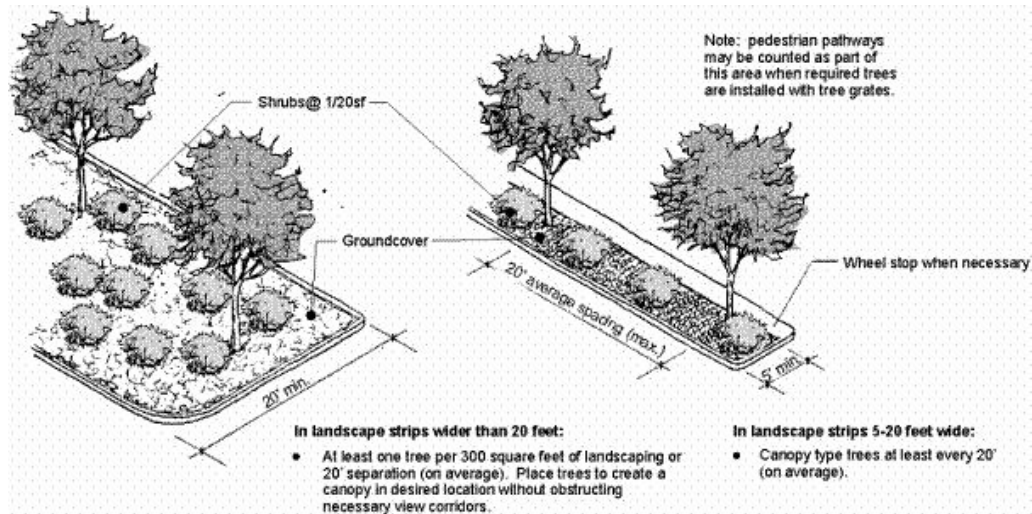 Note: pedestrian pathways
may be counted as part of
this area when required trees
are installed with tree grates.
Shrubs@ 1/20sf
Groundcover
Wheel stop when necessary
20' average spacing (max.)
5' min.
20' min.
In landscape strips wider than 20 feet:
● At least one tree per 300 square feet of landscaping or
20' separation (on average). Place trees to create a
canopy in desired location without obstructing
necessary view corridors.
In landscape strips 5-20 feet wide:
● Canopy type trees at least every 20'
(on average).